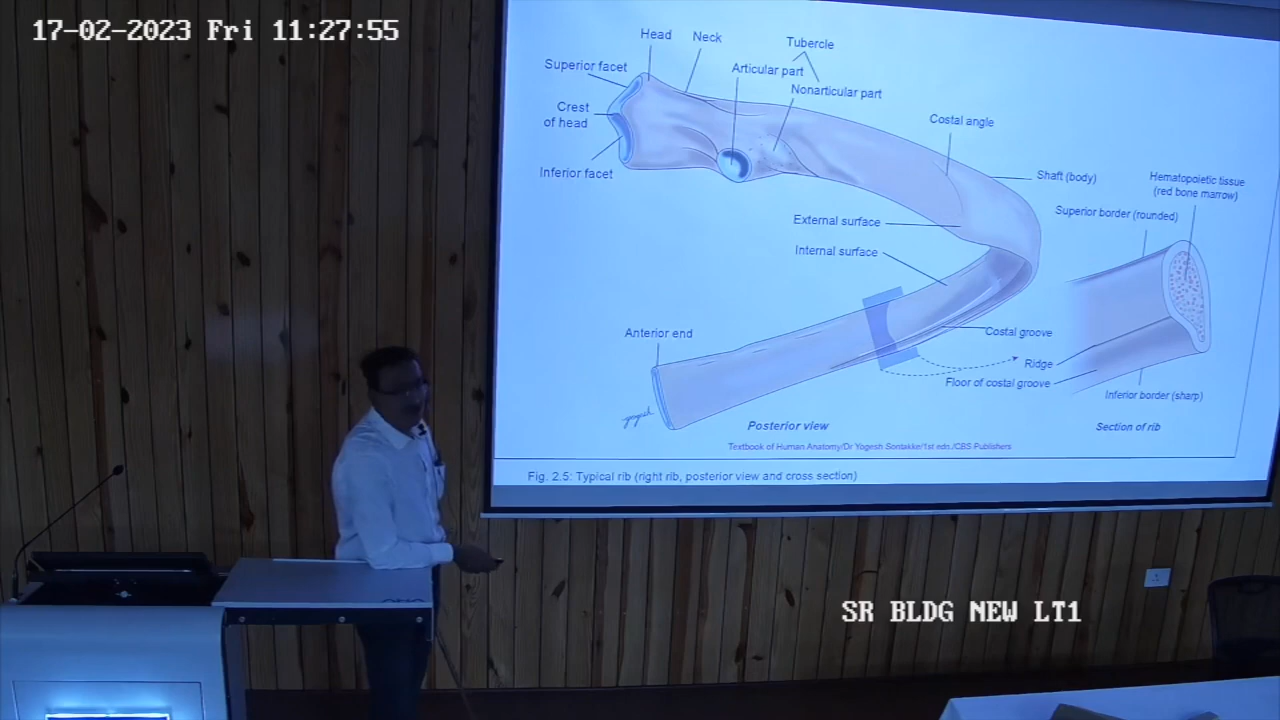 17-02-2023 Fri 11:27:55
Head
Neck
Tubercle
Superior facet
Articular part
Nonarticular part
Crest
of head
Costal angle
Inferior facet
Shaft (body)
Hematopoietic tissue
(red bone marrow)
Superior border (rounded)
External surface
Internal surface
Anterior end
Costal groove
Ridge
Floor of costal groove
Inferior border (sharp)
yogesh
Posterior view
Section of rib
Textbook of Human Anatomy/Dr Yogesh Sontakke/1st edn./CBS Publishers
Fig. 2.5: Typical rib (right rib, posterior view and cross section)
SR BLDG NEW LT1